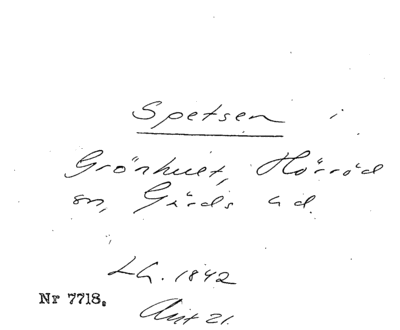 Spetsen i
Grönhult, Hörröd
sn, Gärds hd.
LG. 1842
Akt 21.
Nr 7718.